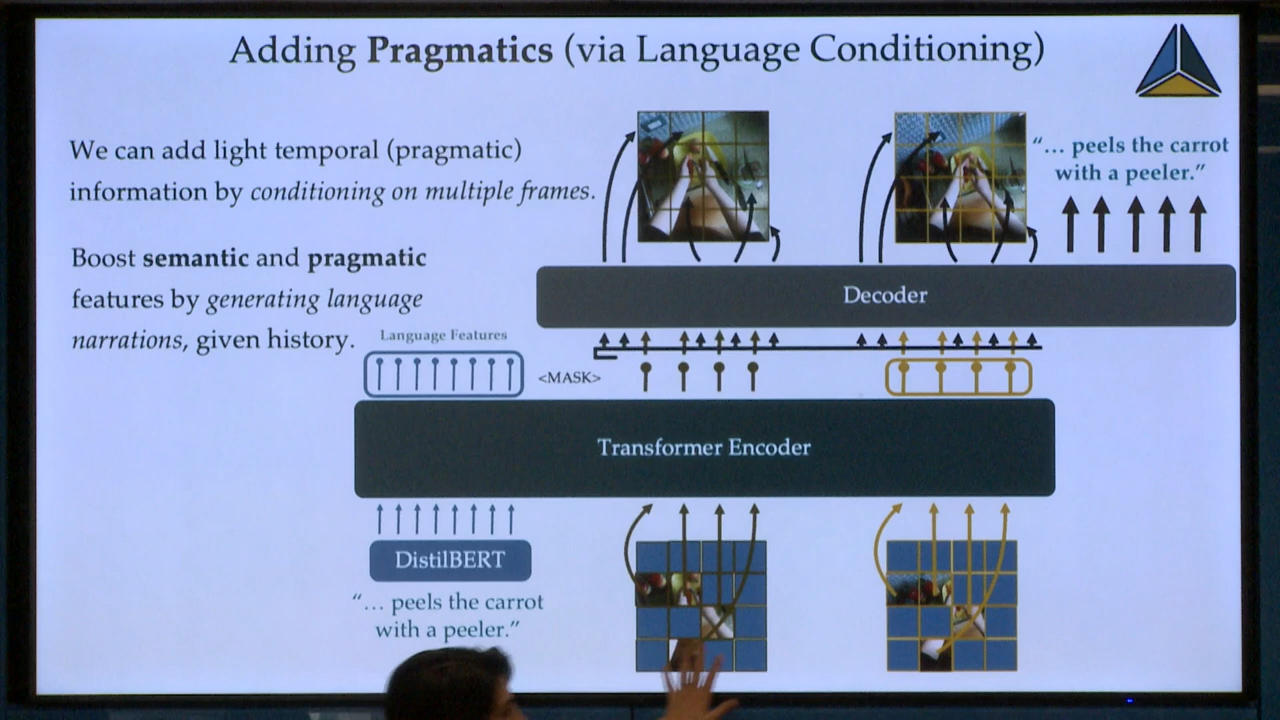 Adding Pragmatics (via Language Conditioning)
We can add light temporal (pragmatic)
information by conditioning on multiple frames.
Boost semantic and pragmatic
features by generating language
narrations, given history.
"... peels the carrot
with a peeler."
Decoder
Language Features
<MASK>
Transformer Encoder
DistilBERT
"... peels the carrot
with a peeler."